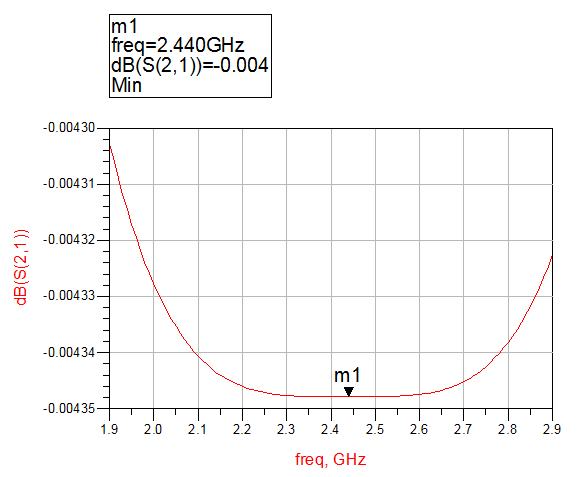 m1
freq=2.440GHz
dB(S(2,1))=-0.004
Min
-0.00430
-0.00431
-0.00432
-0.00433
-0.00434
-0.00435
dB(S(2,1))
m1
1.9 2.0 2.1 2.2 2.3 2.4 2.5 2.6 2.7 2.8 2.9
freq, GHz